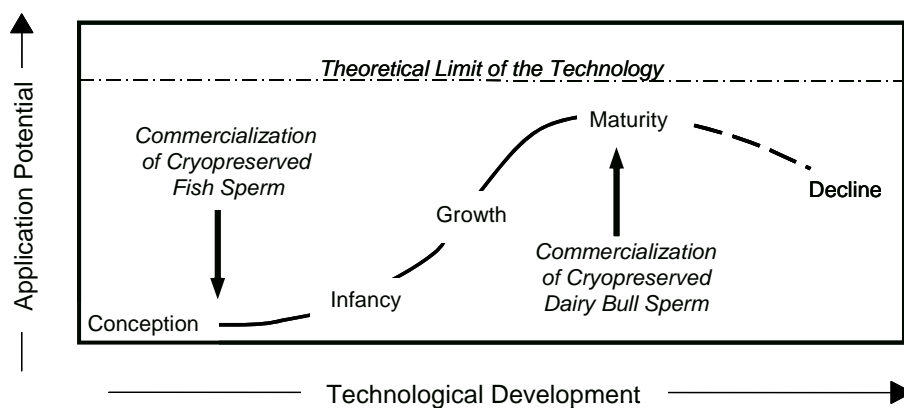 Application Potential
Theoretical Limit of the Technology
Commercialization
of Cryopreserved
Fish Sperm
Maturity
Decline
Growth
Commercialization
of Cryopreserved
Dairy Bull Sperm
Infancy
Conception
Technological Development